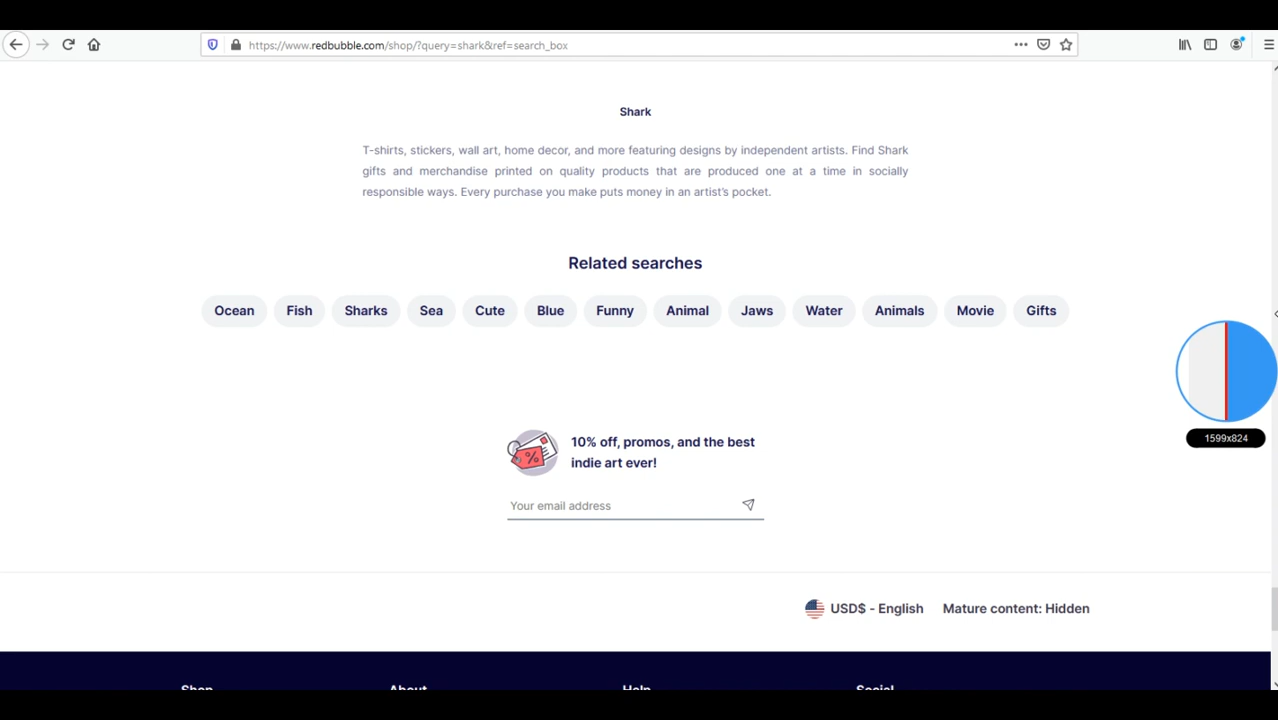 https://www.redbubble.com/shop/?query=shark&ref=search_box
Shark
T-shirts, stickers, wall art, home decor, and more featuring designs by independent artists. Find Shark
gifts and merchandise printed on quality products that are produced one at a time in socially
responsible ways. Every purchase you make puts money in an artist's pocket.
Related searches
Ocean Fish Sharks Sea Cute Blue Funny Animal Jaws Water Animals Movie Gifts
1599x824
10% off, promos, and the best
indie art ever!
Your email address
USD$ - English Mature content: Hidden
Shop About Help Social